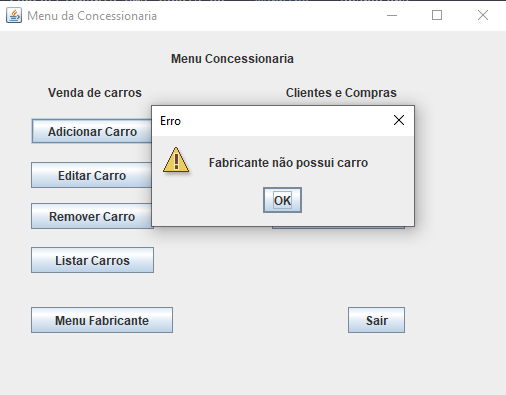 Menu da Concessionaria
Menu Concessionaria
Venda de carros
Clientes e Compras
Adicionar Carro
Erro
Fabricante não possui carro
OK
Editar Carro
Remover Carro
Listar Carros
Menu Fabricante
Sair